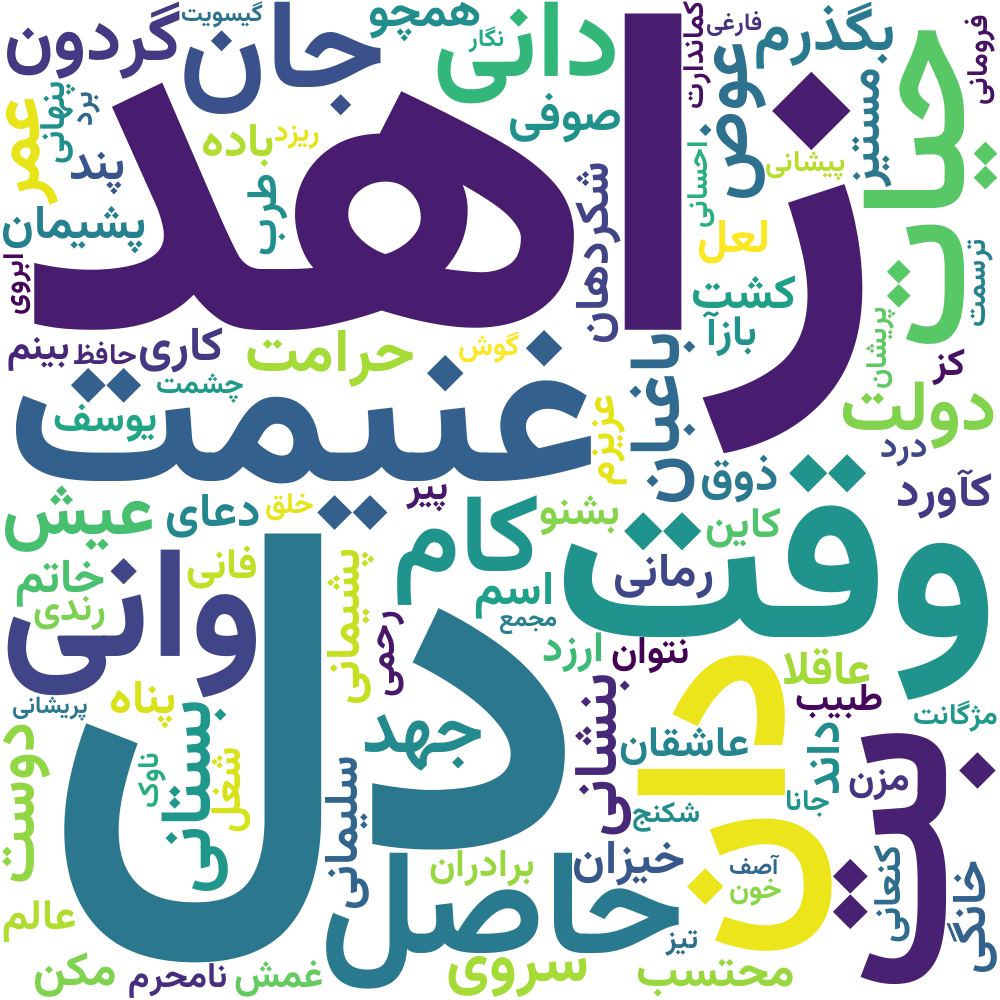 زاهد
دل
وقت
غنیمت
دان
حاصل
بت
وانی
حیات
جان
دانی
گردون
کام
گیسویت
همچو
نگار
کماندارت
فارغی
بگذرم
فرومانی
عمر
پنهانی
برد
پند
باده
ریزد
صوفی
عوض
مستیز
پیشانی
احسانی
پشیمان
طرب
شکردهان
لعل
ابروی
ترسمت
کشت
بازآ
پریشان
کز
دولت
بینم
حافظ
کاری
حرامت
گوش
باغبان
چشمت
یوسف
عزیزم
درد
ذوق
کآورد
پیر
عیش
دعای
خلق
بشنو
کاین
خاتم
رندی
فانی
پشیمانی
اسم
مجمع
رمانی
رحمی
ارزد
نتوان
عاقلا
طبیب
مژگانت
پریشانی
پناه
جهد
بنشانی
عاشقان
داند
جانا
مزن
شکنج
دوست
ناوک
بستانی
شغل
سلیمانی
برادران
خیزان
آصف
خون
کنعانی
خانگی
عالم
تیز
مکن
نامحرم
غمش
سروی
محتسب